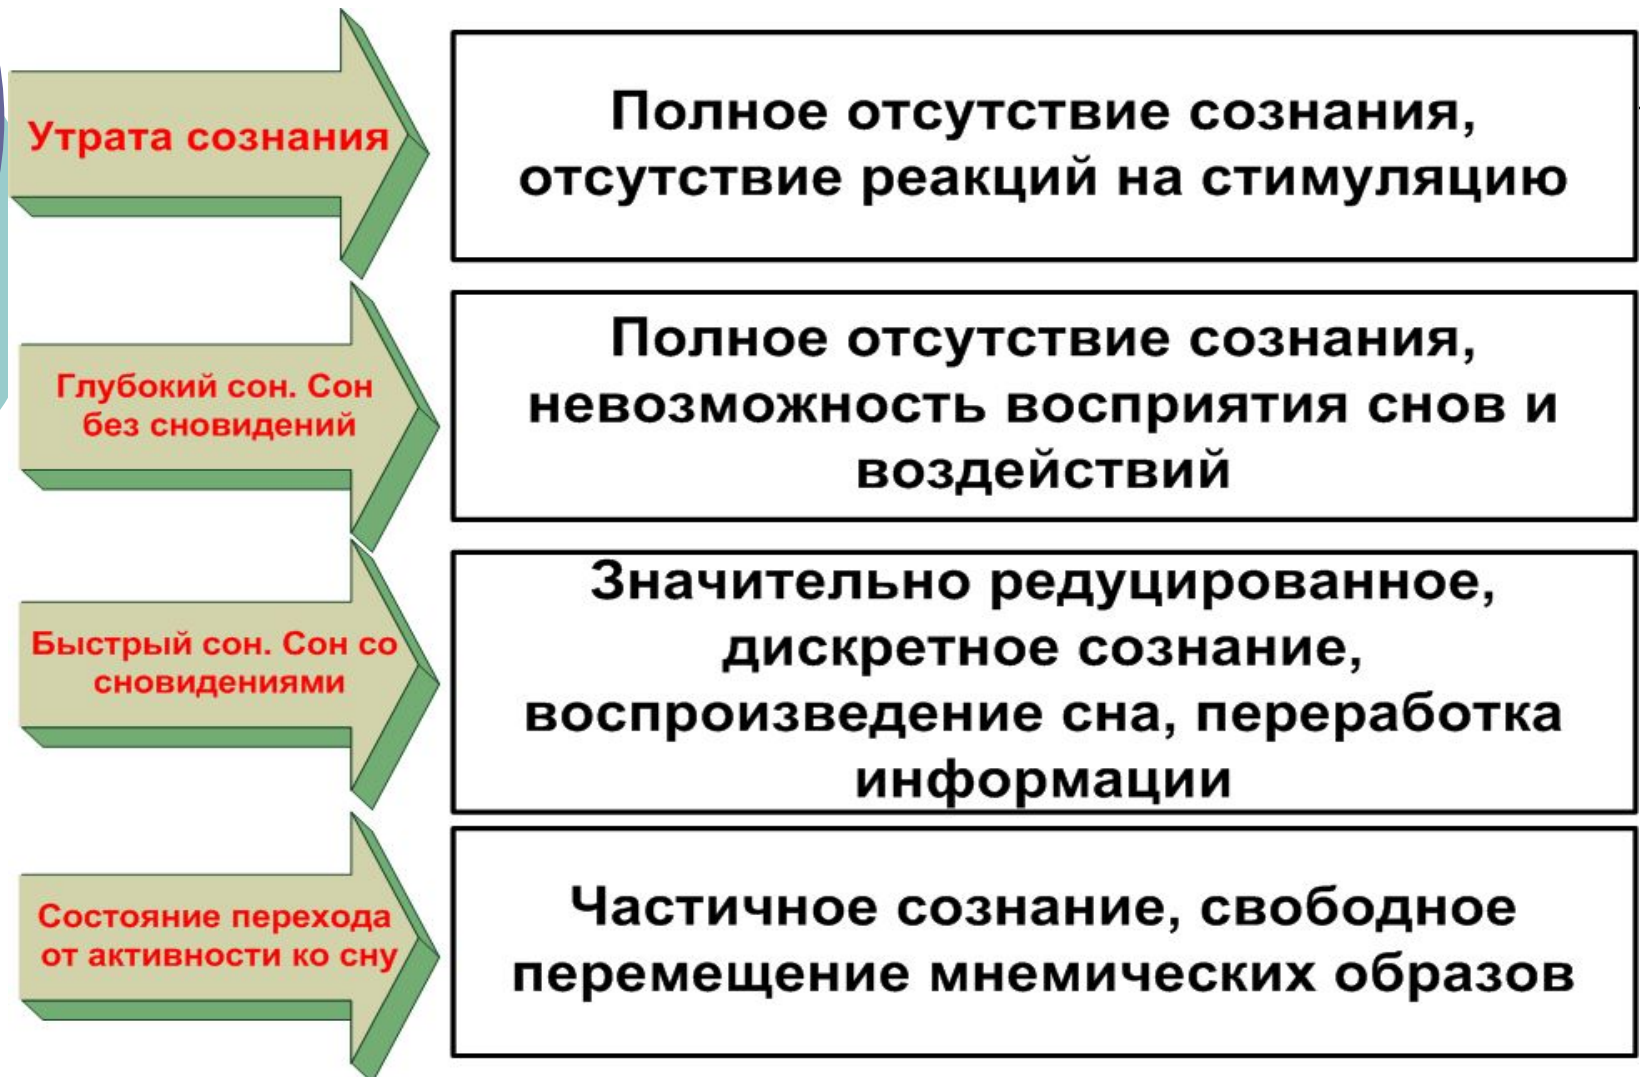 Утрата сознания
Полное отсутствие сознания,
отсутствие реакций на стимуляцию
Глубокий сон. Сон
без сновидений
Полное отсутствие сознания,
невозможность восприятия снов и
воздействий
Быстрый сон. Сон со
сновидениями
Значительно редуцированное,
дискретное сознание,
воспроизведение сна, переработка
информации
Состояние перехода
от активности ко сну
Частичное сознание, свободное
перемещение мнемических образов